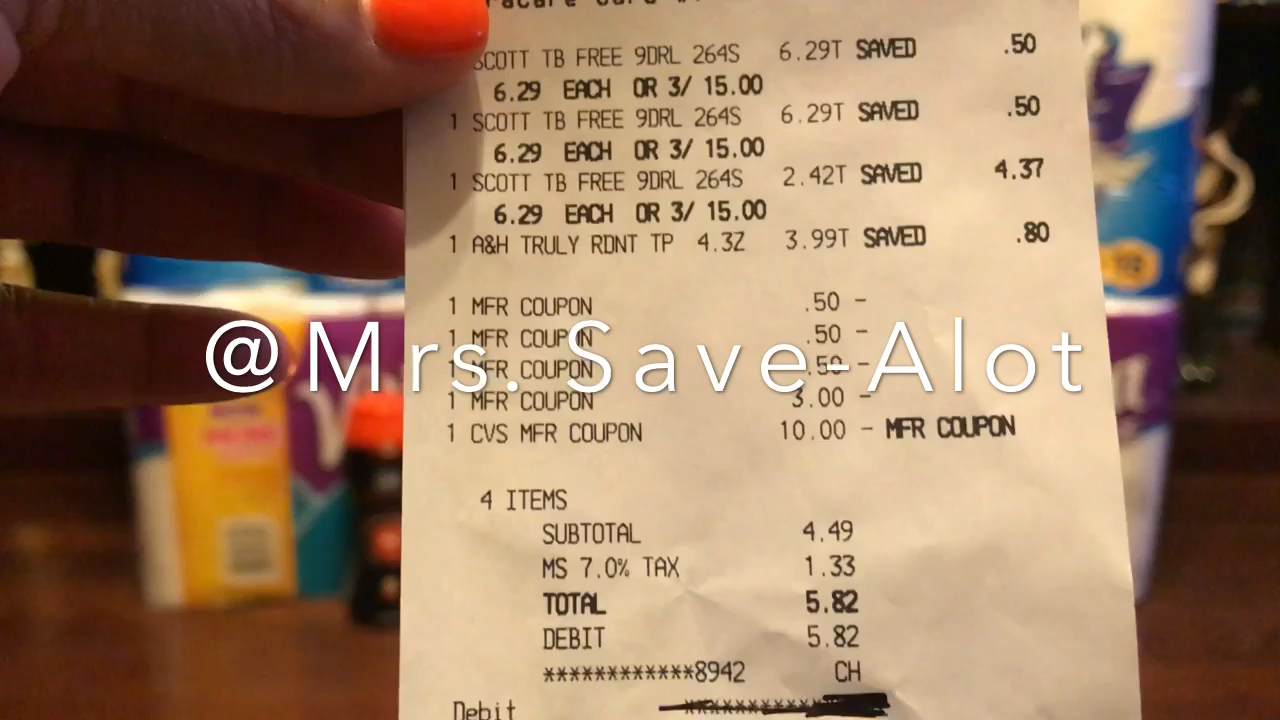 SCOTT TB FREE 9DRL 264S 6.29T SAVED .50
6.29 EACH OR 3/ 15.00
1 SCOTT TB FREE 9DRL 264S 6.29T SAVED .50
6.29 EACH OR 3/ 15.00
1 SCOTT TB FREE 9DRL 264S 2.42T SAVED 4.37
6.29 EACH OR 3/ 15.00
1 A&H TRULY RDNT TP 4.3Z 3.99T SAVED .80
1 MFR COUPON .50 -
1 MFR COUPON .50 -
@Mrs. Save-Alot
1 MFR COUPON .50 -
1 MFR COUPON 3.00 -
1 CVS MFR COUPON 10.00 - MFR COUPON
4 ITEMS
SUBTOTAL 4.49
MS 7.0% TAX 1.33
TOTAL 5.82
DEBIT 5.82
************8942 CH
Debit